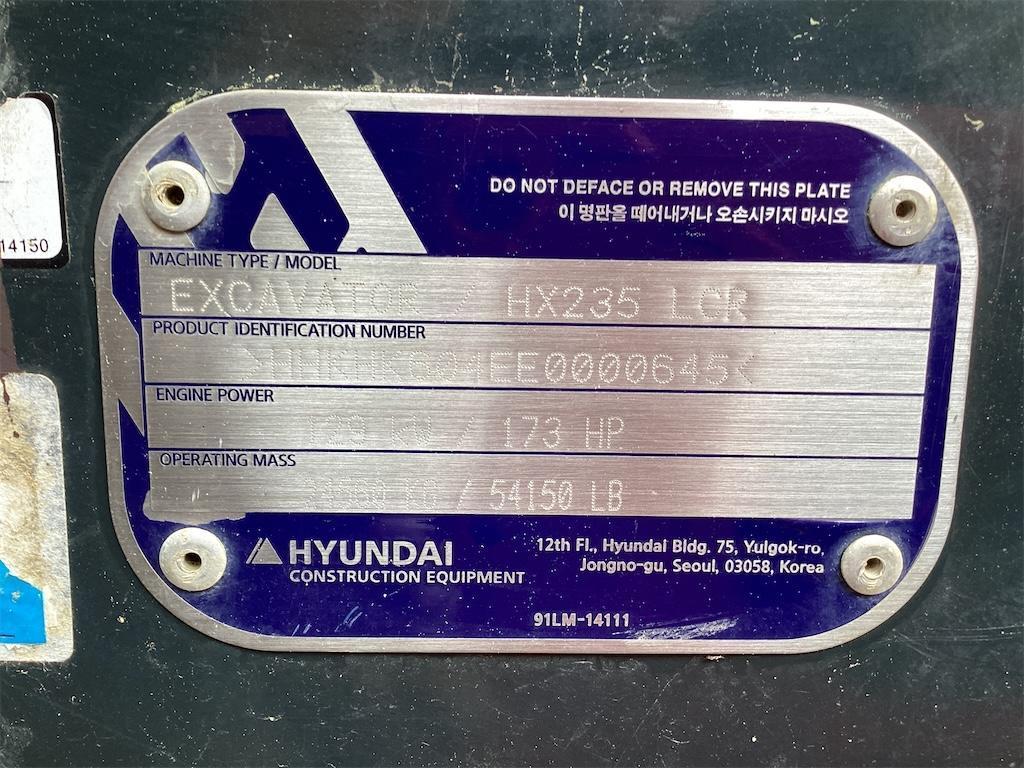 DO NOT DEFACE OR REMOVE THIS PLATE
이 명판을 떼어내거나 오손시키지 마시오
MACHINE TYPE / MODEL
EXCAVATOR / HX235 LCR
PRODUCT IDENTIFICATION NUMBER
ENGINE POWER
129 KW / 173 HP
OPERATING MASS
/ 54150 LB
HYUNDAI
CONSTRUCTION EQUIPMENT
12th Fl., Hyundai Bldg. 75, Yulgok-ro,
Jongno-gu, Seoul, 03058, Korea
91LM-14111
14150